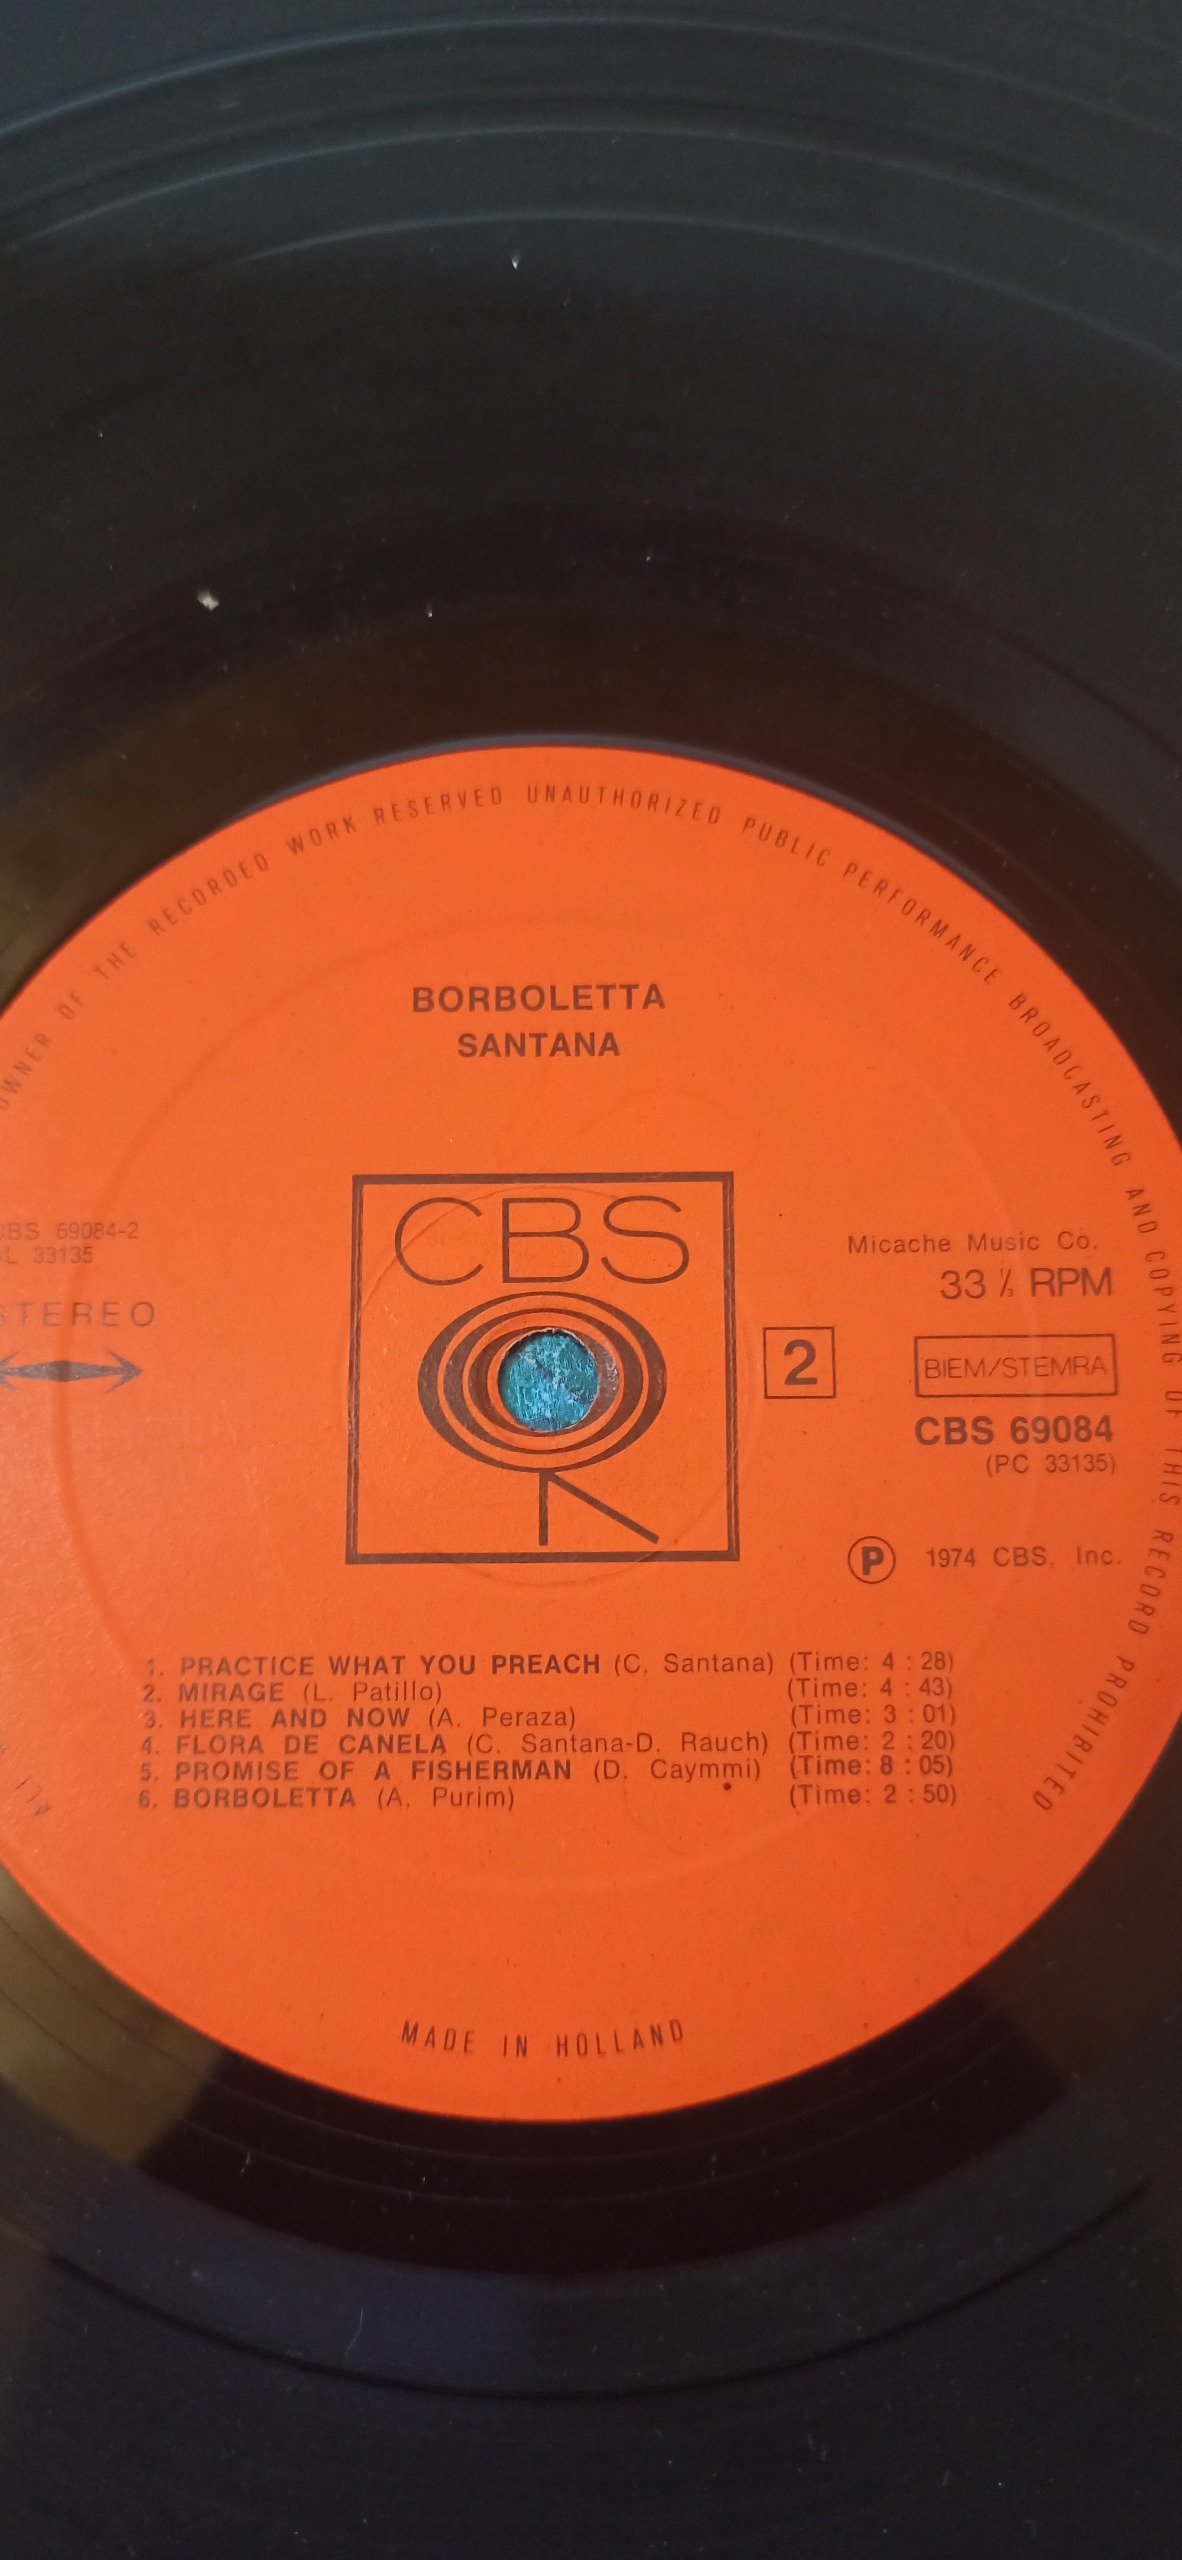 OWNER OF THE RECORDED WORK RESERVED UNAUTHORIZED PUBLIC PERFORMANCE BROADCASTING AND COPYING OF THIS RECORD PROHIBITED
BORBOLETTA
SANTANA
CBS
CBS 69084-2
33135
STEREO
Micache Music Co.
33 ⅓ RPM
2
BIEM/STEMRA
CBS 69084
(PC 33135)
Ⓟ 1974 CBS, Inc.
1. PRACTICE WHAT YOU PREACH (C. Santana) (Time: 4 : 28)
2. MIRAGE (L. Patillo) (Time: 4 : 43)
3. HERE AND NOW (A. Peraza) (Time: 3 : 01)
4. FLORA DE CANELA (C. Santana-D. Rauch) (Time: 2 : 20)
5. PROMISE OF A FISHERMAN (D. Caymmi) (Time: 8 : 05)
6. BORBOLETTA (A. Purim) (Time: 2 : 50)
MADE IN HOLLAND